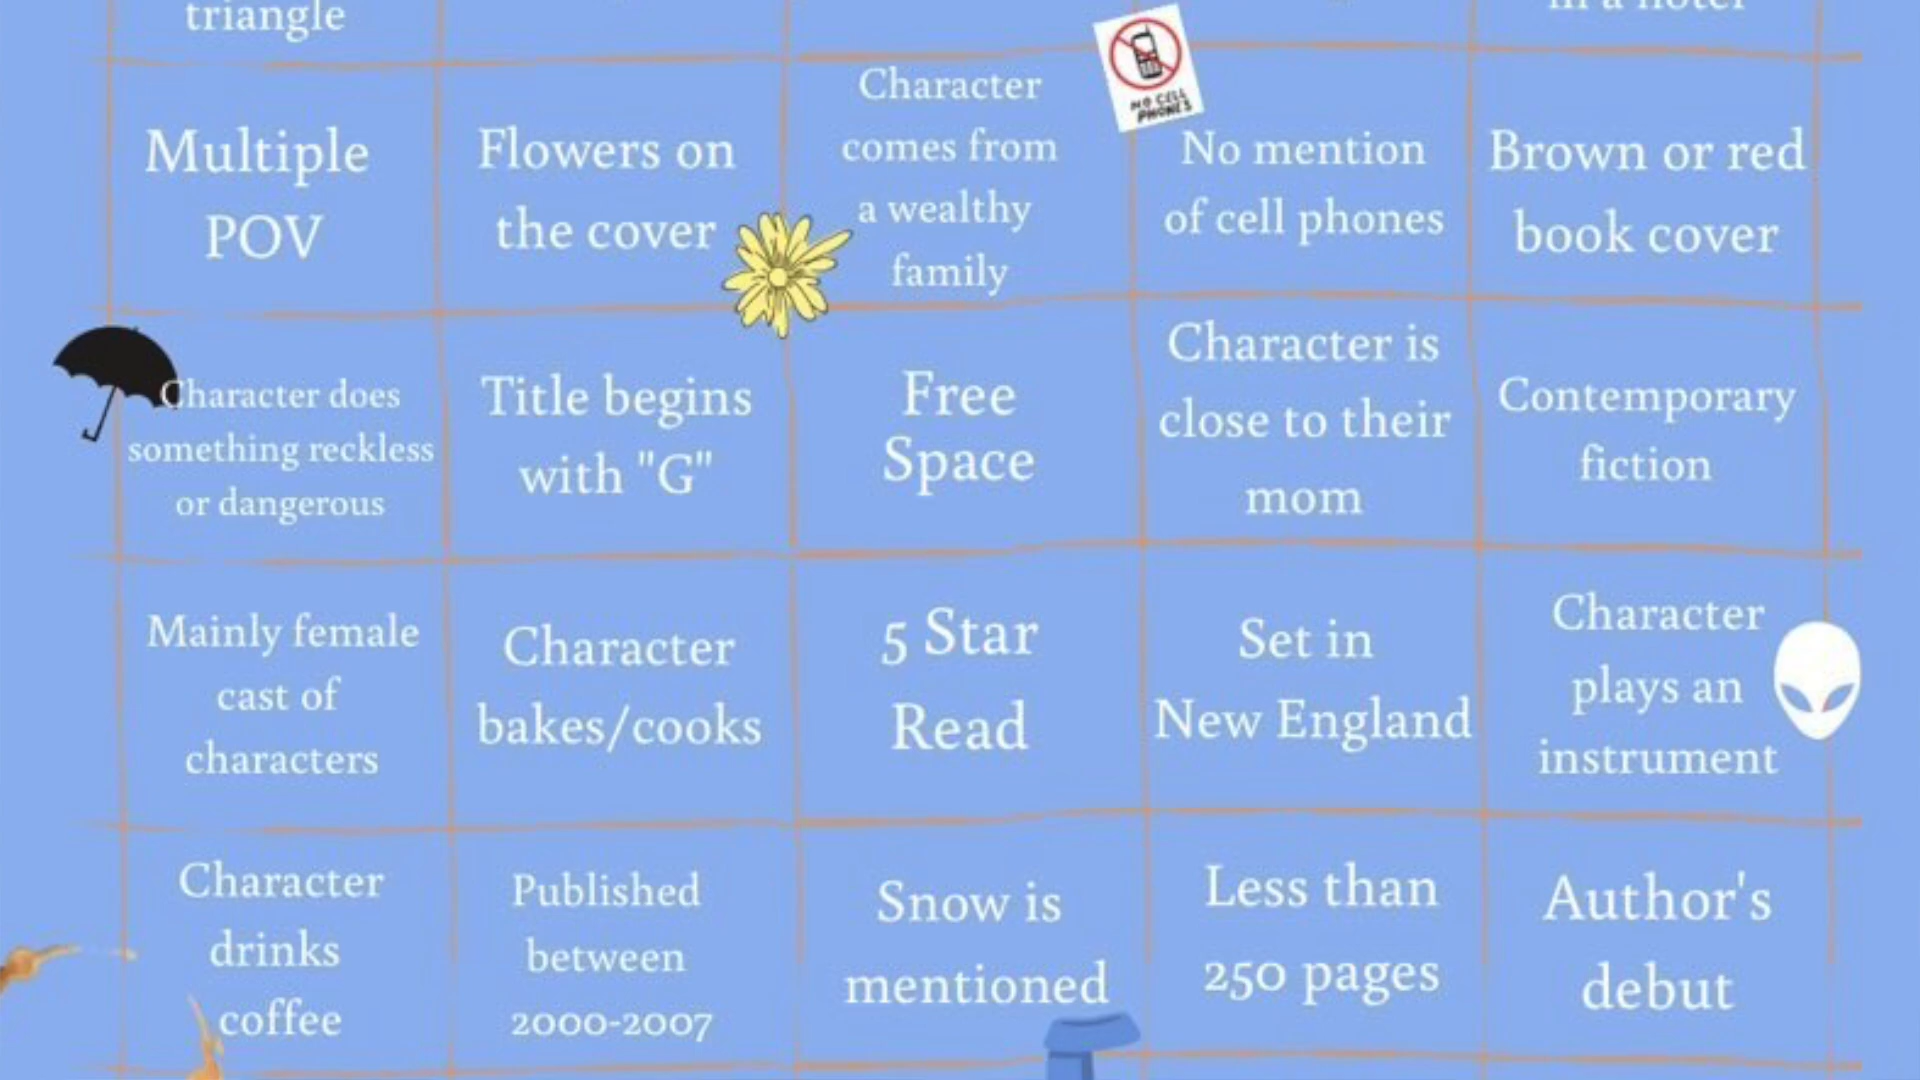 triangle
in a hotel
Multiple
POV
Flowers on
the cover
Character
comes from
a wealthy
family
NO CELL
PHONES
No mention
of cell phones
Brown or red
book cover
Character does
something reckless
or dangerous
Title begins
with "G"
Free
Space
Character is
close to their
mom
Contemporary
fiction
Mainly female
cast of
characters
Character
bakes/cooks
5 Star
Read
Set in
New England
Character
plays an
instrument
Character
drinks
coffee
Published
between
2000-2007
Snow is
mentioned
Less than
250 pages
Author's
debut